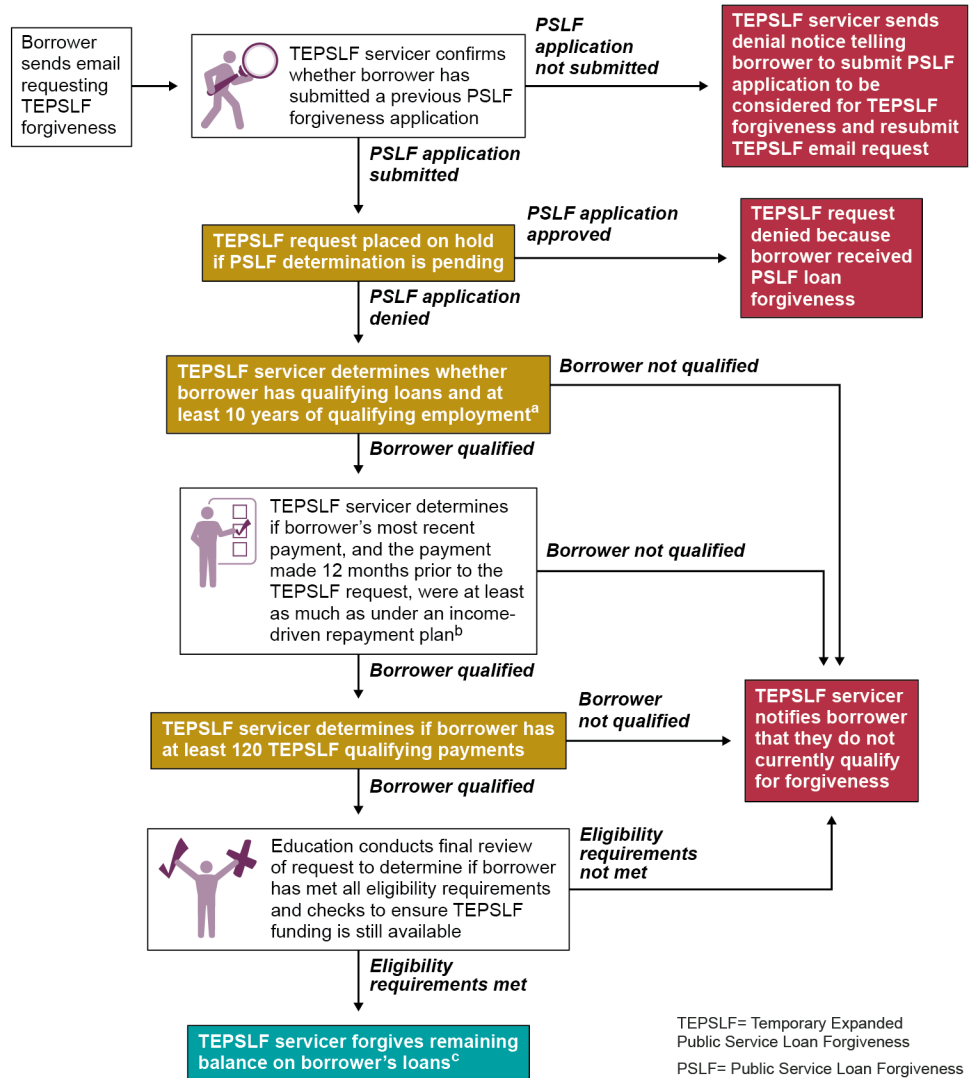 Borrower
sends email
requesting
TEPSLF
forgiveness
TEPSLF servicer confirms
whether borrower has
submitted a previous PSLF
forgiveness application
PSLF
application
not submitted
TEPSLF servicer sends
denial notice telling
borrower to submit PSLF
application to be
considered for TEPSLF
forgiveness and resubmit
TEPSLF email request
PSLF application
submitted
TEPSLF request placed on hold
if PSLF determination is pending
PSLF application
approved
TEPSLF request
denied because
borrower received
PSLF loan
forgiveness
PSLF application
denied
TEPSLF servicer determines whether
borrower has qualifying loans and at
least 10 years of qualifying employmentᵃ
Borrower not qualified
Borrower qualified
TEPSLF servicer determines
if borrower’s most recent
payment, and the payment
made 12 months prior to the
TEPSLF request, were at least
as much as under an income-
driven repayment planᵇ
Borrower not qualified
Borrower qualified
TEPSLF servicer determines if borrower has
at least 120 TEPSLF qualifying payments
Borrower
not qualified
TEPSLF servicer
notifies borrower
that they do not
currently qualify
for forgiveness
Borrower qualified
Education conducts final review
of request to determine if borrower
has met all eligibility requirements
and checks to ensure TEPSLF
funding is still available
Eligibility
requirements
not met
Eligibility
requirements met
TEPSLF servicer forgives remaining
balance on borrower’s loansᶜ
TEPSLF= Temporary Expanded
Public Service Loan Forgiveness
PSLF= Public Service Loan Forgiveness